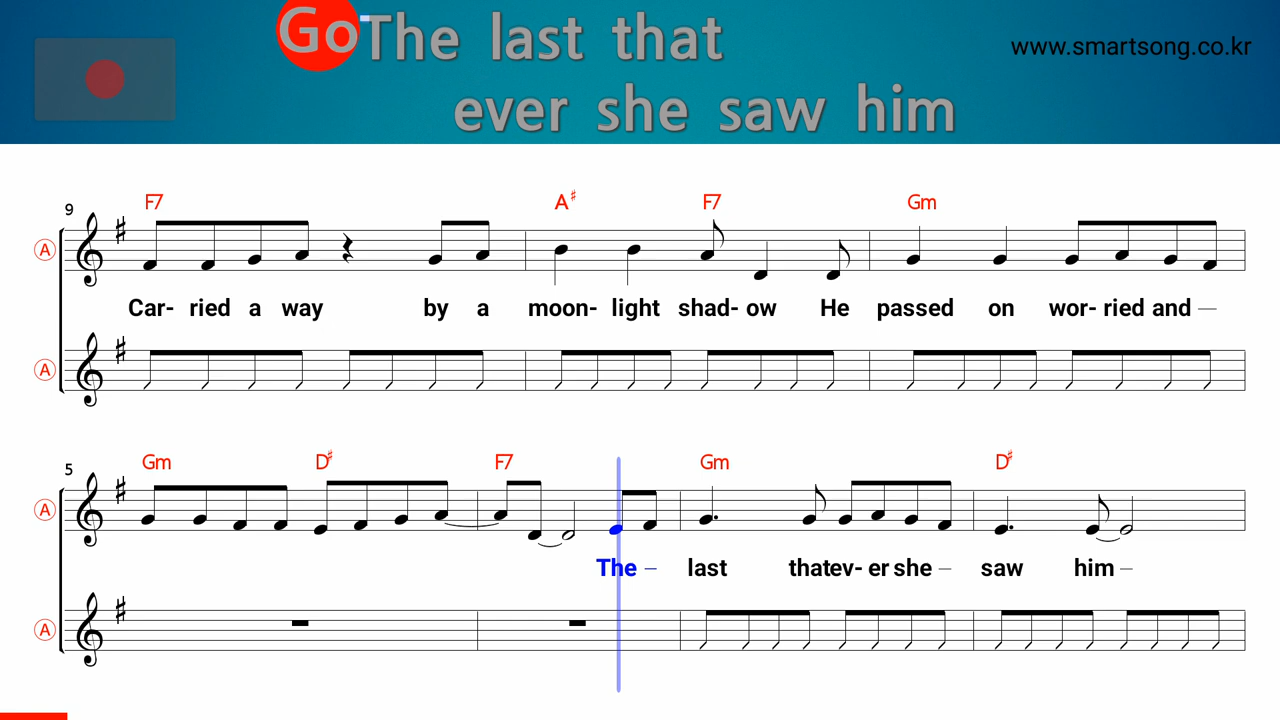 Go The last that
www.smartsong.co.kr
ever she saw him
9
F7 A♯ F7 Gm
A
Car- ried a way by a moon- light shad- ow He passed on wor- ried and
A
5
Gm D♯ F7 Gm D♯
A
The last thatev- er she saw him
A